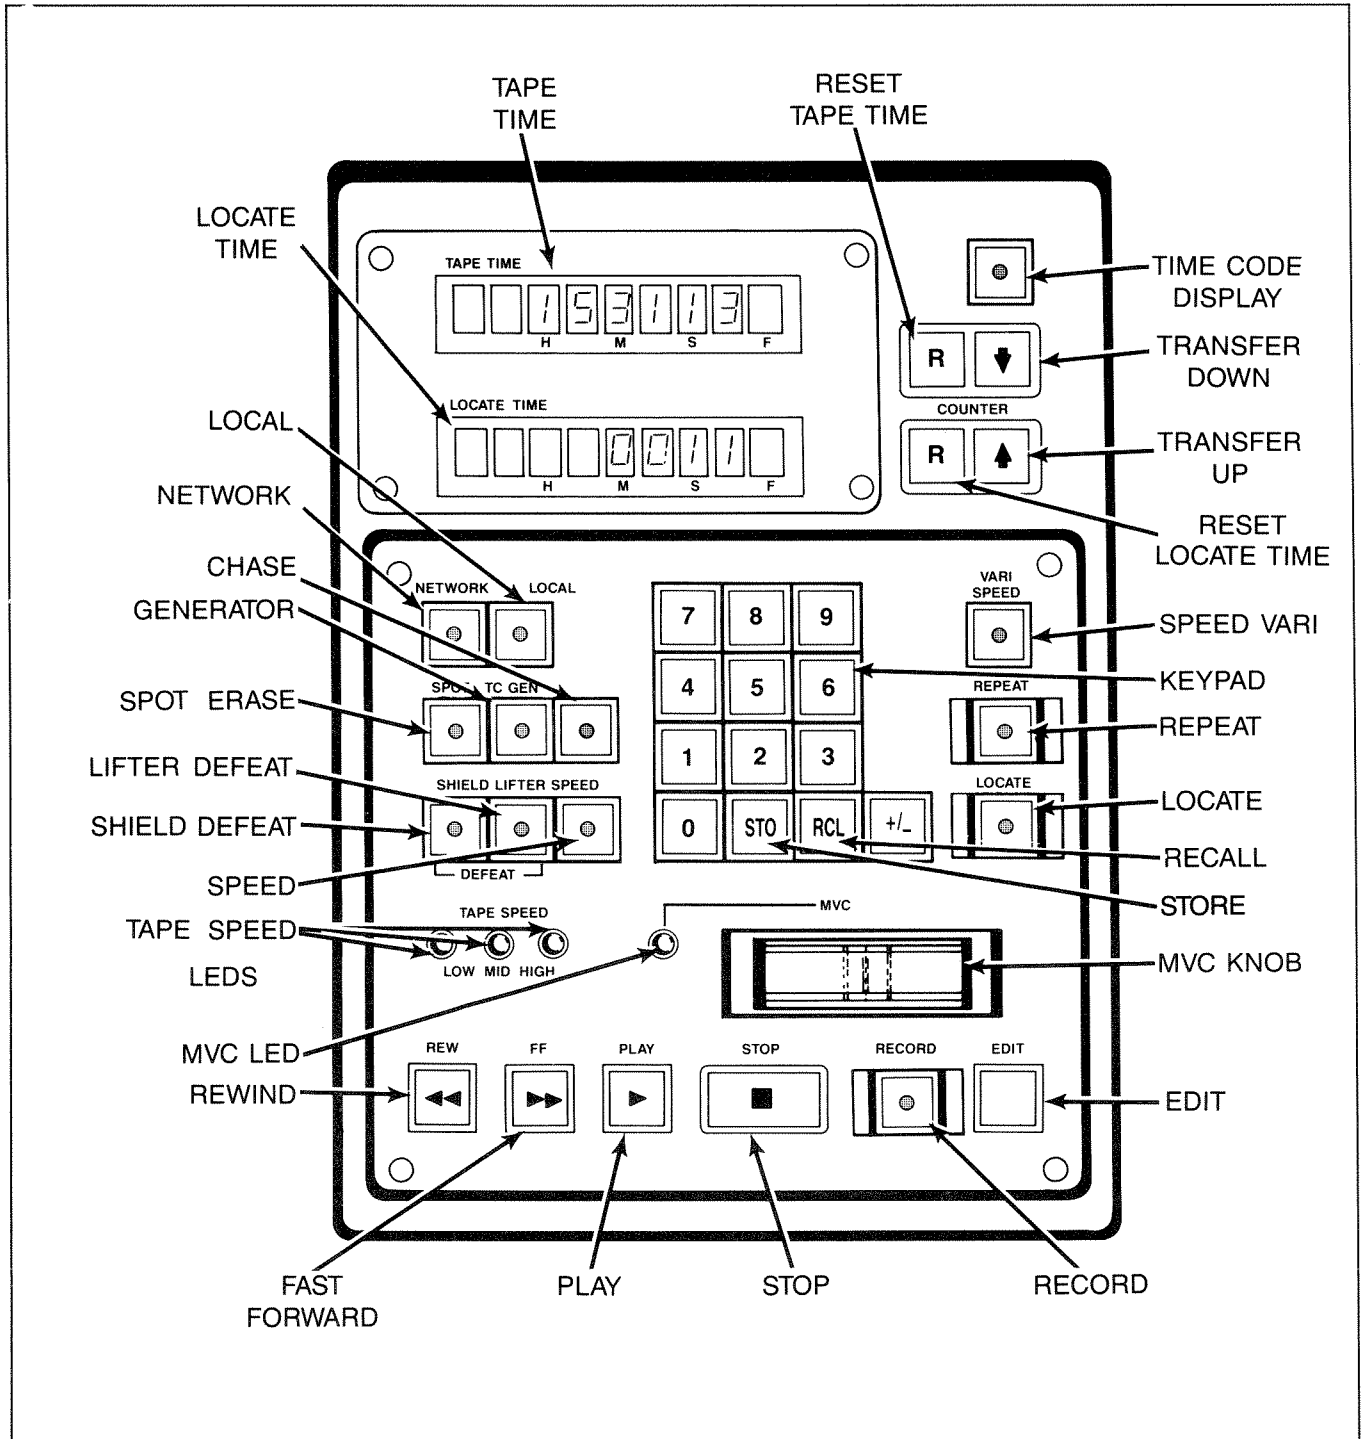 TAPE
TIME
RESET
TAPE TIME
LOCATE
TIME
TAPE TIME
1 5 3 1 1 3
H M S F
TIME CODE
DISPLAY
R
TRANSFER
DOWN
LOCATE TIME
0 0 1 1
H M S F
COUNTER
R
TRANSFER
UP
LOCAL
NETWORK
RESET
LOCATE TIME
CHASE
GENERATOR
NETWORK LOCAL
7 8 9
VARI
SPEED
SPEED VARI
SPOT ERASE
SPOT TC GEN
4 5 6
KEYPAD
REPEAT
REPEAT
LIFTER DEFEAT
1 2 3
SHIELD DEFEAT
SHIELD LIFTER SPEED
DEFEAT
0 STO RCL +/-
LOCATE
LOCATE
RECALL
SPEED
STORE
TAPE SPEED
LEDS
TAPE SPEED
LOW MID HIGH
MVC
MVC KNOB
MVC LED
REWIND
REW FF PLAY STOP RECORD EDIT
EDIT
FAST
FORWARD
PLAY
STOP
RECORD